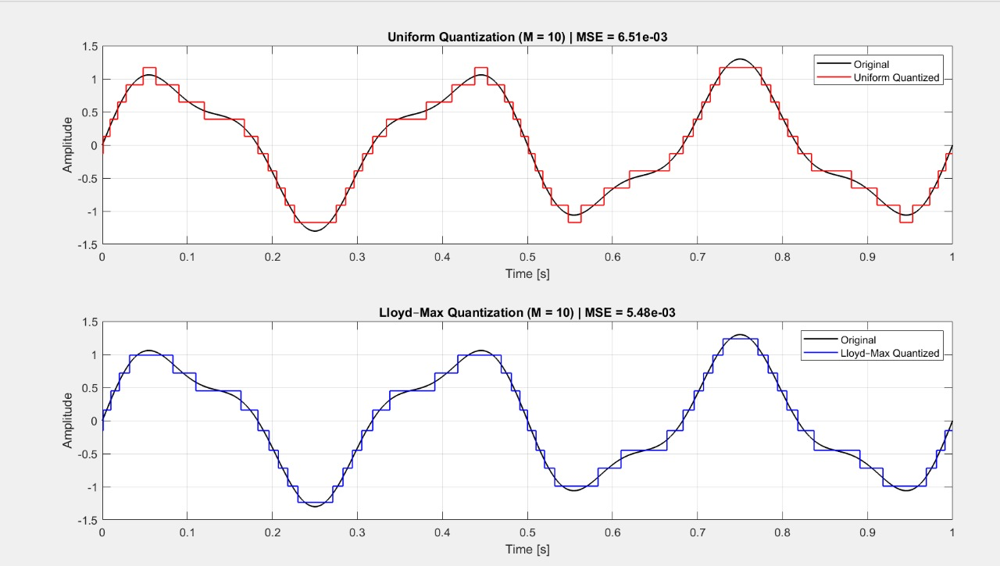 Uniform Quantization (M = 10) | MSE = 6.51e-03
1.5
1
0.5
0
-0.5
-1
-1.5
Amplitude
Original
Uniform Quantized
0 0.1 0.2 0.3 0.4 0.5 0.6 0.7 0.8 0.9 1
Time [s]
Lloyd–Max Quantization (M = 10) | MSE = 5.48e-03
1.5
1
0.5
0
-0.5
-1
-1.5
Amplitude
Original
Lloyd–Max Quantized
0 0.1 0.2 0.3 0.4 0.5 0.6 0.7 0.8 0.9 1
Time [s]